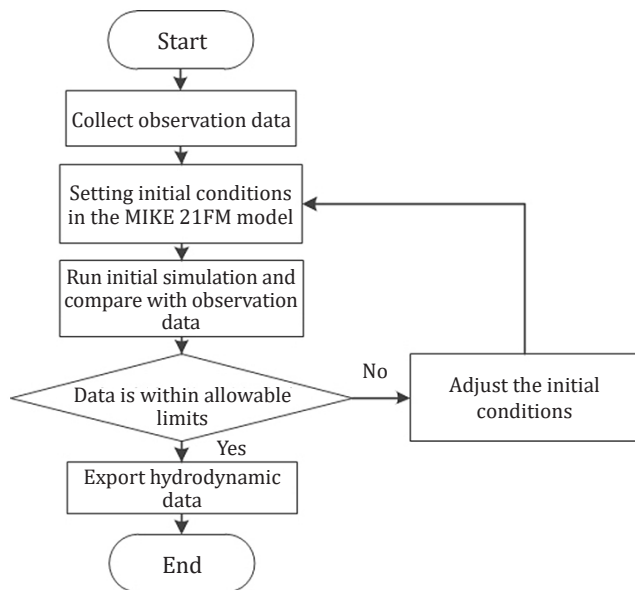 Start
Collect observation data
Setting initial conditions
in the MIKE 21FM model
Run initial simulation and
compare with observation
data
Data is within allowable
limits
No
Adjust the initial
conditions
Yes
Export hydrodynamic
data
End